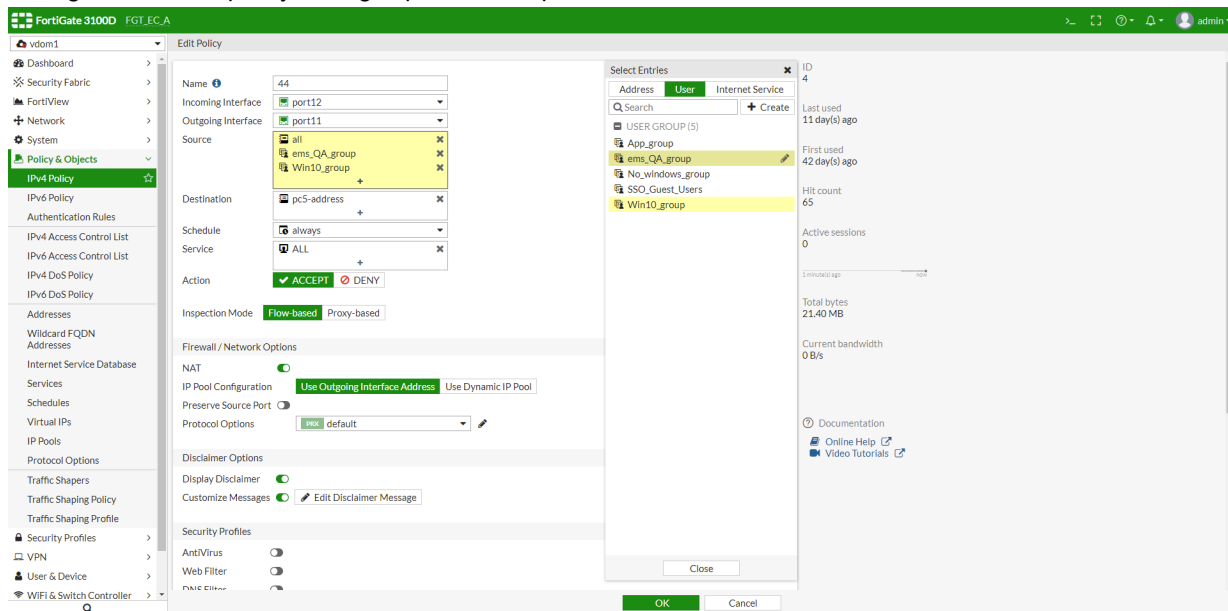 FortiGate 3100D FGT_EC_A
>_ admin
vdom1
Edit Policy
Dashboard
Security Fabric
FortiView
Network
System
Policy & Objects
IPv4 Policy
IPv6 Policy
Authentication Rules
IPv4 Access Control List
IPv6 Access Control List
IPv4 DoS Policy
IPv6 DoS Policy
Addresses
Wildcard FQDN
Addresses
Internet Service Database
Services
Schedules
Virtual IPs
IP Pools
Protocol Options
Traffic Shapers
Traffic Shaping Policy
Traffic Shaping Profile
Security Profiles
VPN
User & Device
WiFi & Switch Controller
Name 44
Incoming Interface port12
Outgoing Interface port11
Source all
ems_QA_group
Win10_group
+
Destination pc5-address
+
Schedule always
Service ALL
+
Action ACCEPT DENY
Inspection Mode Flow-based Proxy-based
Firewall / Network Options
NAT
IP Pool Configuration Use Outgoing Interface Address Use Dynamic IP Pool
Preserve Source Port
Protocol Options PRX default
Disclaimer Options
Display Disclaimer
Customize Messages Edit Disclaimer Message
Security Profiles
AntiVirus
Web Filter
DNS Filter
Select Entries
Address User Internet Service
Search + Create
USER GROUP (5)
App_group
ems_QA_group
No_windows_group
SSO_Guest_Users
Win10_group
Close
OK Cancel
ID
4
Last used
11 day(s) ago
First used
42 day(s) ago
Hit count
65
Active sessions
0
1 minute(s) ago now
Total bytes
21.40 MB
Current bandwidth
0 B/s
Documentation
Online Help
Video Tutorials